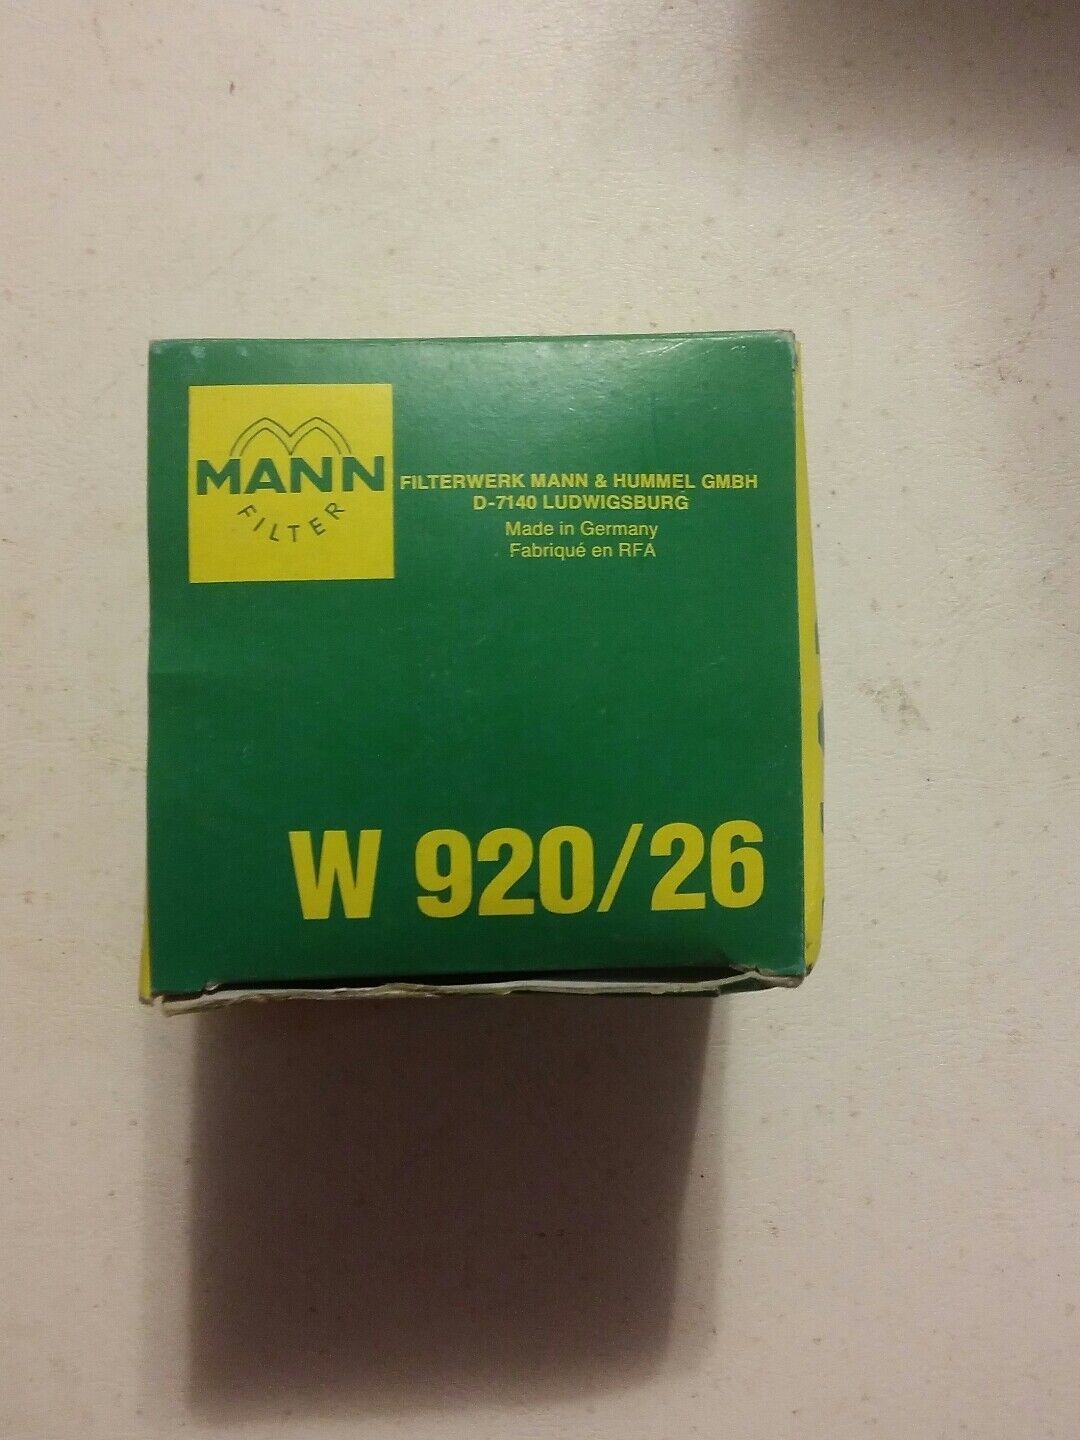 MANN
FILTER
FILTERWERK MANN & HUMMEL GMBH
D-7140 LUDWIGSBURG
Made in Germany
Fabriqué en RFA
W 920/26